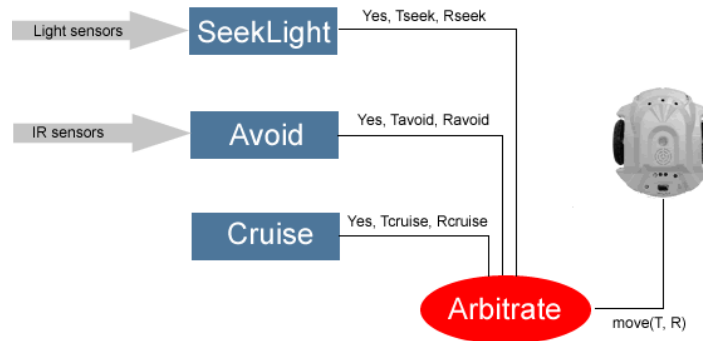 Light sensors
SeekLight
Yes, Tseek, Rseek
IR sensors
Avoid
Yes, Tavoid, Ravoid
Cruise
Yes, Tcruise, Rcruise
Arbitrate
move(T, R)